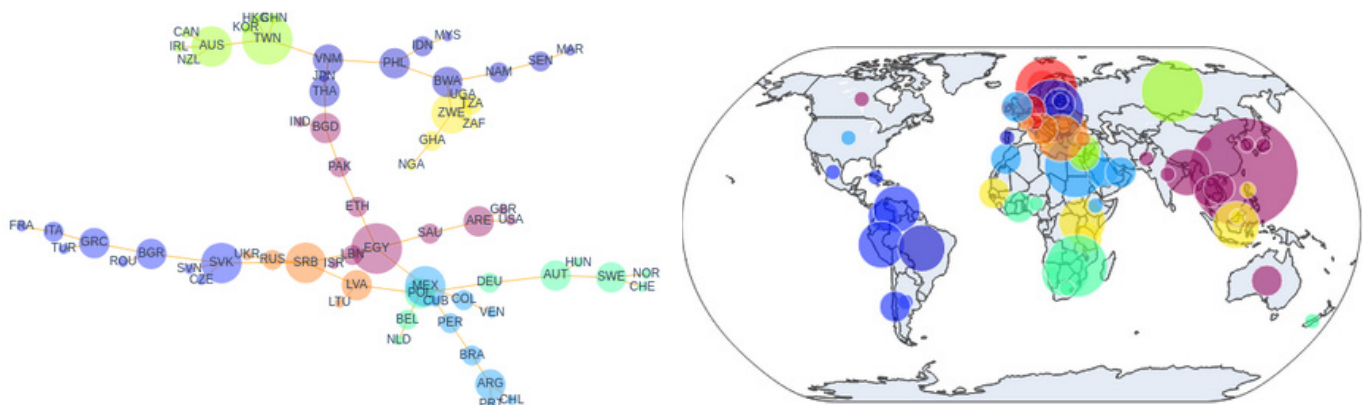 HKG
CHN
CAN
KOR
TWN
IRL
AUS
NZL
VNM
JPN
THA
PHL
IDN
MYS
MAR
SEN
NAM
BWA
UGA
TZA
ZWE
ZAF
GHA
NGA
IND
BGD
PAK
ETH
GBR
USA
ARE
SAU
EGY
LBN
ISR
FRA
ITA
TUR
GRC
ROU
BGR
SVN
CZE
SVK
UKR
RUS
SRB
LVA
LTU
MEX
POL
CUB
COL
VEN
DEU
AUT
HUN
SWE
NOR
CHE
BEL
NLD
PER
BRA
ARG
PRT
CHL